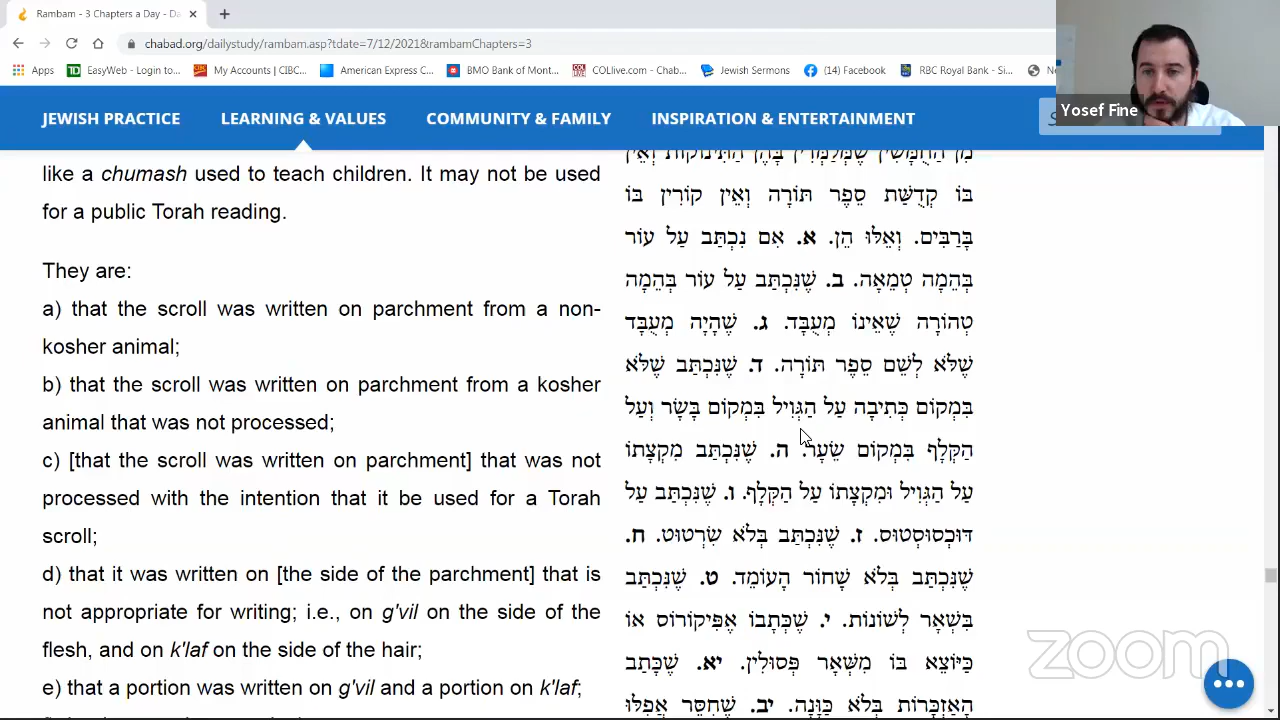 Rambam - 3 Chapters a Day - Da
chabad.org/dailystudy/rambam.asp?tdate=7/12/2021&rambamChapters=3
Apps EasyWeb - Login to... My Accounts | CIBC... American Express C... BMO Bank of Mont... COLlive.com - Chab... Jewish Sermons (14) Facebook RBC Royal Bank - Si...
Yosef Fine
JEWISH PRACTICE LEARNING & VALUES COMMUNITY & FAMILY INSPIRATION & ENTERTAINMENT
like a chumash used to teach children. It may not be used
for a public Torah reading.
They are:
a) that the scroll was written on parchment from a non-
kosher animal;
b) that the scroll was written on parchment from a kosher
animal that was not processed;
c) [that the scroll was written on parchment] that was not
processed with the intention that it be used for a Torah
scroll;
d) that it was written on [the side of the parchment] that is
not appropriate for writing; i.e., on g'vil on the side of the
flesh, and on k'laf on the side of the hair;
e) that a portion was written on g'vil and a portion on k'laf;
מִן הַחֻמָּשִׁין שֶׁמְּלַמְּדִין בָּהֶן הַתִּינוֹקוֹת וְאֵין
בּוֹ קְדֻשַּׁת סֵפֶר תּוֹרָה וְאֵין קוֹרִין בּוֹ
בָּרַבִּים. וְאֵלּוּ הֵן. א. אִם נִכְתַּב עַל עוֹר
בְּהֵמָה טְמֵאָה. ב. שֶׁנִּכְתַּב עַל עוֹר בְּהֵמָה
טְהוֹרָה שֶׁאֵינוֹ מְעֻבָּד. ג. שֶׁהָיָה מְעֻבָּד
שֶׁלֹּא לְשֵׁם סֵפֶר תּוֹרָה. ד. שֶׁנִּכְתַּב שֶׁלֹּא
בִּמְקוֹם כְּתִיבָה עַל הַגְּוִיל בִּמְקוֹם בָּשָׂר וְעַל
הַקְּלָף בִּמְקוֹם שֵׂעָר. ה. שֶׁנִּכְתַּב מִקְצָתוֹ
עַל הַגְּוִיל וּמִקְצָתוֹ עַל הַקְּלָף. ו. שֶׁנִּכְתַּב עַל
דּוּכְסוּסְטוּס. ז. שֶׁנִּכְתַּב בְּלֹא שִׂרְטוּט. ח.
שֶׁנִּכְתַּב בְּלֹא שָׁחוֹר הָעוֹמֵד. ט. שֶׁנִּכְתַּב
בִּשְׁאָר לְשׁוֹנוֹת. י. שֶׁכְּתָבוֹ אֶפִּיקוֹרוֹס אוֹ
כַּיּוֹצֵא בּוֹ מִשְּׁאָר פְּסוּלִין. יא. שֶׁכָּתַב
הָאַזְכָּרוֹת בְּלֹא כַּוָּנָה. יב. שֶׁחִסֵּר אֲפִלּוּ
zoom